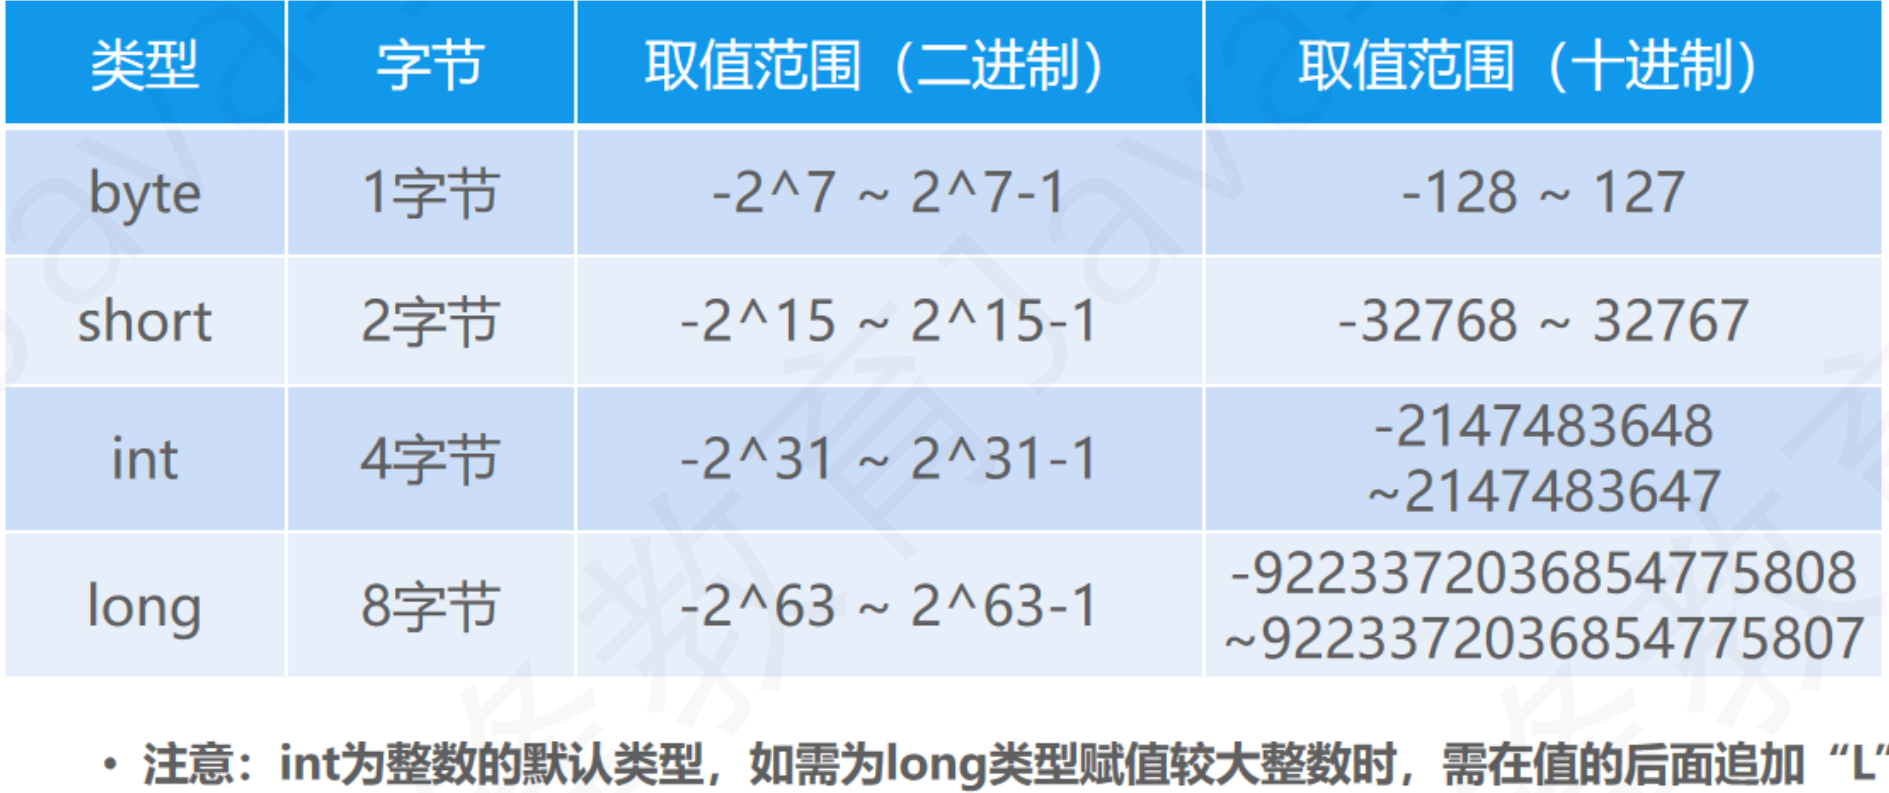 类型 字节 取值范围（二进制） 取值范围（十进制）
byte 1字节 -2^7 ~ 2^7-1 -128 ~ 127
short 2字节 -2^15 ~ 2^15-1 -32768 ~ 32767
int 4字节 -2^31 ~ 2^31-1 -2147483648
~2147483647
long 8字节 -2^63 ~ 2^63-1 -9223372036854775808
~9223372036854775807
• 注意：int为整数的默认类型，如需为long类型赋值较大整数时，需在值的后面追加“L”